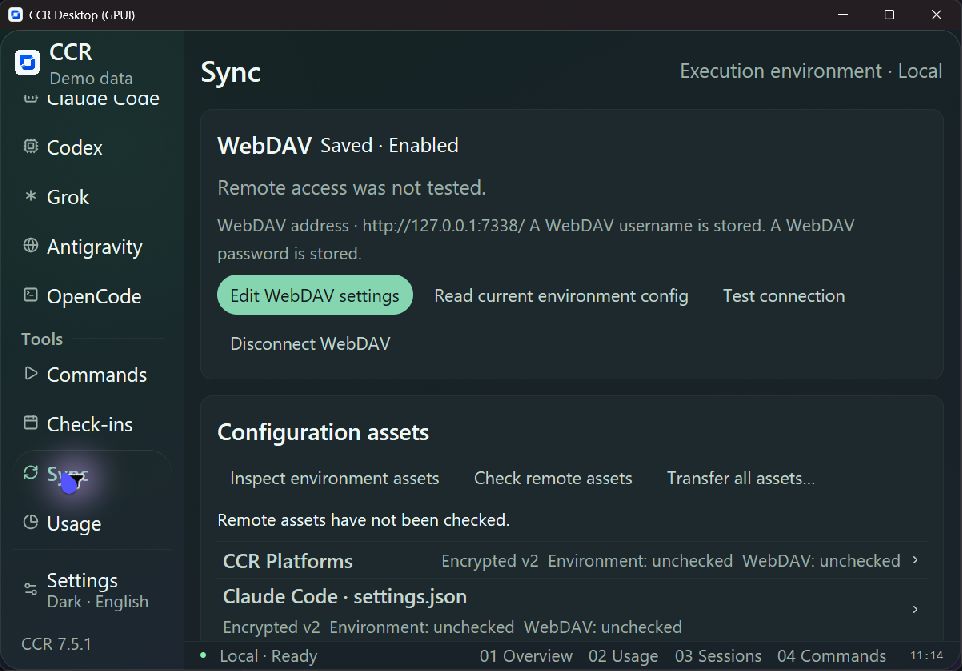 CCR Desktop (GPUI)
CCR
Demo data
Claude Code
Codex
Grok
Antigravity
OpenCode
Tools
Commands
Check-ins
Sync
Usage
Settings
Dark · English
CCR 7.5.1
Sync
Execution environment · Local
WebDAV Saved · Enabled
Remote access was not tested.
WebDAV address · http://127.0.0.1:7338/ A WebDAV username is stored. A WebDAV
password is stored.
Edit WebDAV settings
Read current environment config
Test connection
Disconnect WebDAV
Configuration assets
Inspect environment assets
Check remote assets
Transfer all assets...
Remote assets have not been checked.
CCR Platforms
Encrypted v2 Environment: unchecked WebDAV: unchecked
Claude Code · settings.json
Encrypted v2 Environment: unchecked WebDAV: unchecked
Local · Ready
01 Overview
02 Usage
03 Sessions
04 Commands
11:14